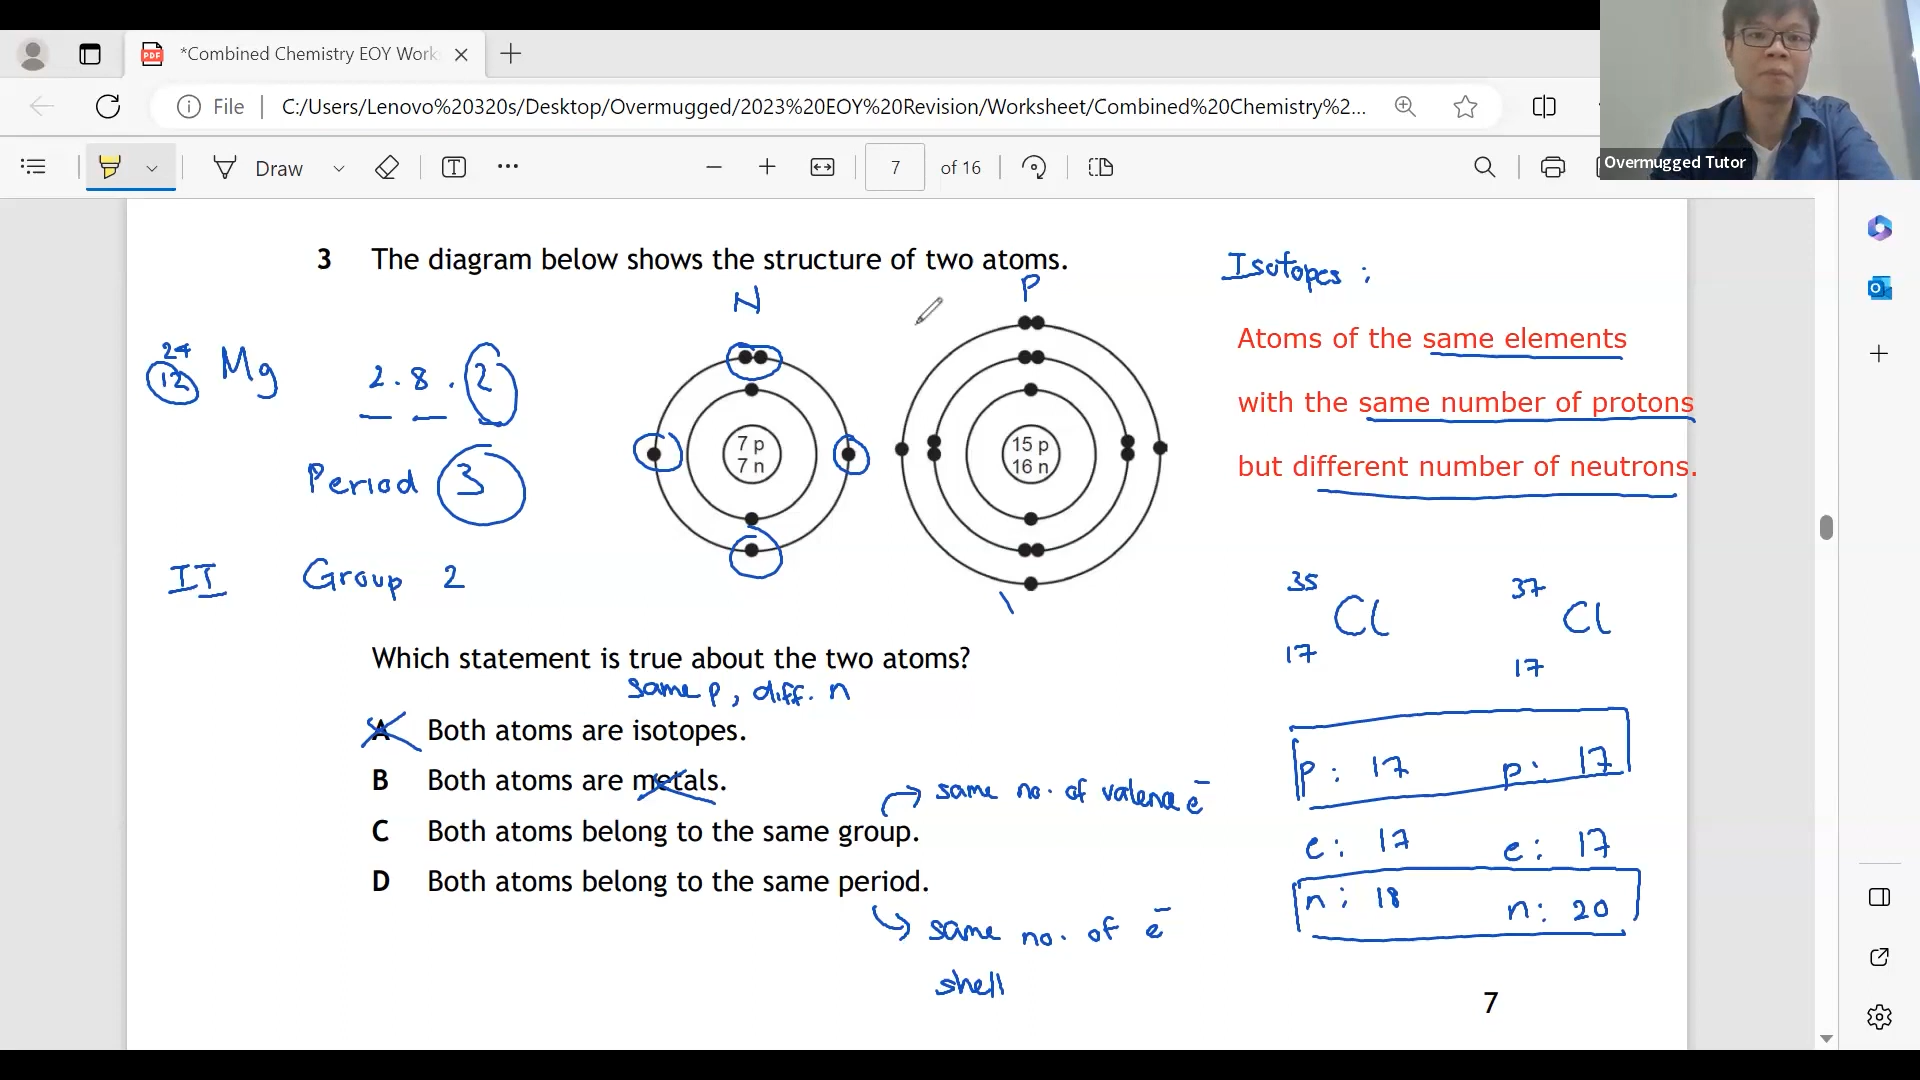 *Combined Chemistry EOY Work
File
C:/Users/Lenovo%20320s/Desktop/Overmugged/2023%20EOY%20Revision/Worksheet/Combined%20Chemistry%2...
Draw
7 of 16
Overmugged Tutor
3 The diagram below shows the structure of two atoms.
N
P
7 p
7 n
15 p
16 n
24
12 Mg
2.8.2
Period 3
II Group 2
Isotopes :
Atoms of the same elements
with the same number of protons
but different number of neutrons.
Which statement is true about the two atoms?
same p, diff. n
A Both atoms are isotopes.
B Both atoms are metals.
same no. of valence e⁻
C Both atoms belong to the same group.
D Both atoms belong to the same period.
same no. of e⁻
shell
35 37
Cl Cl
17 17
p : 17 p : 17
e : 17 e : 17
n : 18 n : 20
7